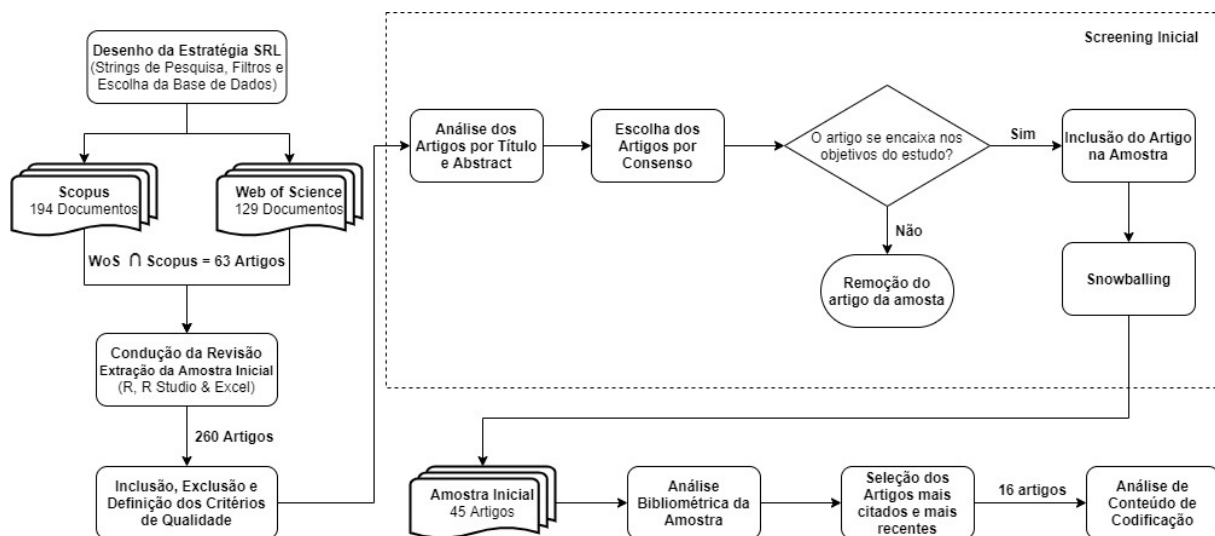 Desenho da Estratégia SRL
(Strings de Pesquisa, Filtros e
Escolha da Base de Dados)
Scopus
194 Documentos
Web of Science
129 Documentos
WoS ∩ Scopus = 63 Artigos
Condução da Revisão
Extração da Amostra Inicial
(R, R Studio & Excel)
260 Artigos
Inclusão, Exclusão e
Definição dos Critérios
de Qualidade
Screening Inicial
Análise dos
Artigos por Título
e Abstract
Escolha dos
Artigos por
Consenso
O artigo se encaixa nos
objetivos do estudo?
Sim
Inclusão do Artigo
na Amostra
Não
Remoção do
artigo da amosta
Snowballing
Amostra Inicial
45 Artigos
Análise
Bibliométrica da
Amostra
Seleção dos
Artigos mais
citados e mais
recentes
16 artigos
Análise de
Conteúdo de
Codificação